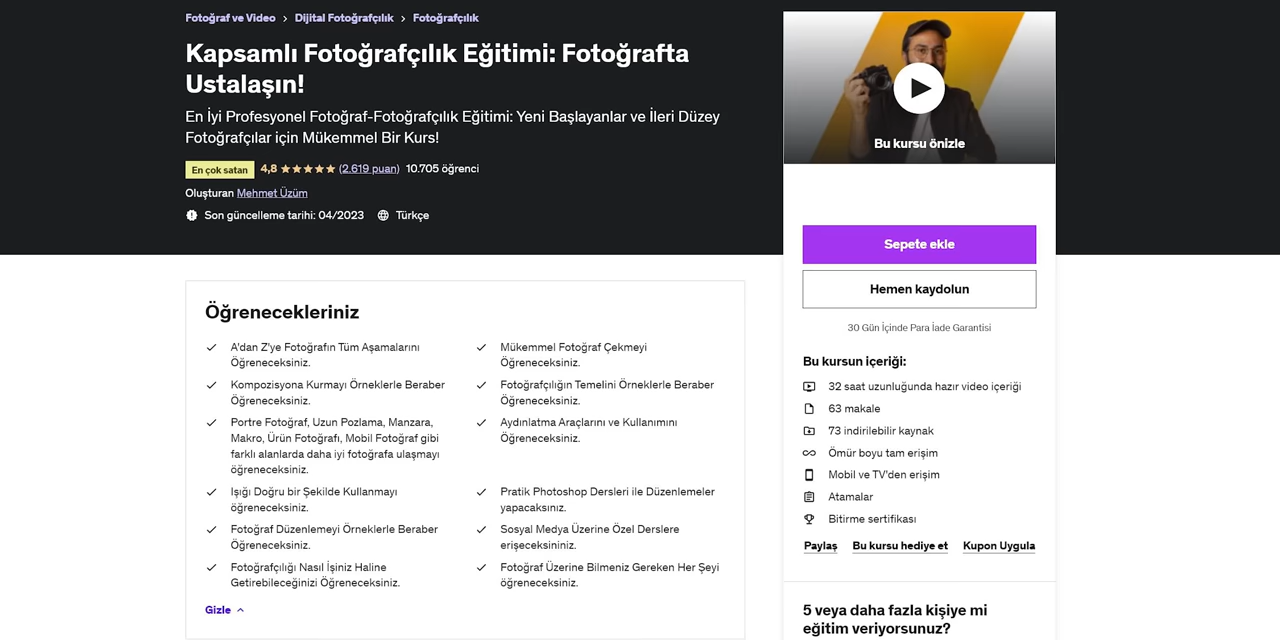 Fotoğraf ve Video > Dijital Fotoğrafçılık > Fotoğrafçılık
Kapsamlı Fotoğrafçılık Eğitimi: Fotoğrafta
Ustalaşın!
En İyi Profesyonel Fotoğraf-Fotoğrafçılık Eğitimi: Yeni Başlayanlar ve İleri Düzey
Fotoğrafçılar için Mükemmel Bir Kurs!
En çok satan 4,8 (2.619 puan) 10.705 öğrenci
Oluşturan Mehmet Üzüm
Son güncelleme tarihi: 04/2023 Türkçe
Öğrenecekleriniz
A'dan Z'ye Fotoğrafın Tüm Aşamalarını
Öğreneceksiniz.
Mükemmel Fotoğraf Çekmeyi
Öğreneceksiniz.
Kompozisyona Kurmayı Örneklerle Beraber
Öğreneceksiniz.
Fotoğrafçılığın Temelini Örneklerle Beraber
Öğreneceksiniz.
Portre Fotoğraf, Uzun Pozlama, Manzara,
Makro, Ürün Fotoğrafı, Mobil Fotoğraf gibi
farklı alanlarda daha iyi fotoğrafa ulaşmayı
öğreneceksiniz.
Aydınlatma Araçlarını ve Kullanımını
Öğreneceksiniz.
Işığı Doğru bir Şekilde Kullanmayı
öğreneceksiniz.
Pratik Photoshop Dersleri ile Düzenlemeler
yapacaksınız.
Fotoğraf Düzenlemeyi Örneklerle Beraber
Öğreneceksiniz.
Sosyal Medya Üzerine Özel Derslere
erişeceksininiz.
Fotoğrafçılığı Nasıl İşiniz Haline
Getirebileceğinizi Öğreneceksiniz.
Fotoğraf Üzerine Bilmeniz Gereken Her Şeyi
öğreneceksiniz.
Gizle
Bu kursu önizle
Sepete ekle
Hemen kaydolun
30 Gün İçinde Para İade Garantisi
Bu kursun içeriği:
32 saat uzunluğunda hazır video içeriği
63 makale
73 indirilebilir kaynak
Ömür boyu tam erişim
Mobil ve TV'den erişim
Atamalar
Bitirme sertifikası
Paylaş Bu kursu hediye et Kupon Uygula
5 veya daha fazla kişiye mi
eğitim veriyorsunuz?